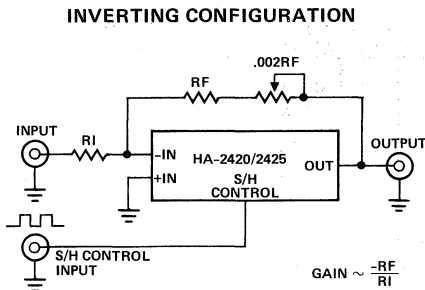 INVERTING CONFIGURATION
.002RF
RF
INPUT
RI
-IN
HA-2420/2425
OUT
OUTPUT
+IN
S/H
CONTROL
S/H CONTROL
INPUT
GAIN ~ -RF
RI